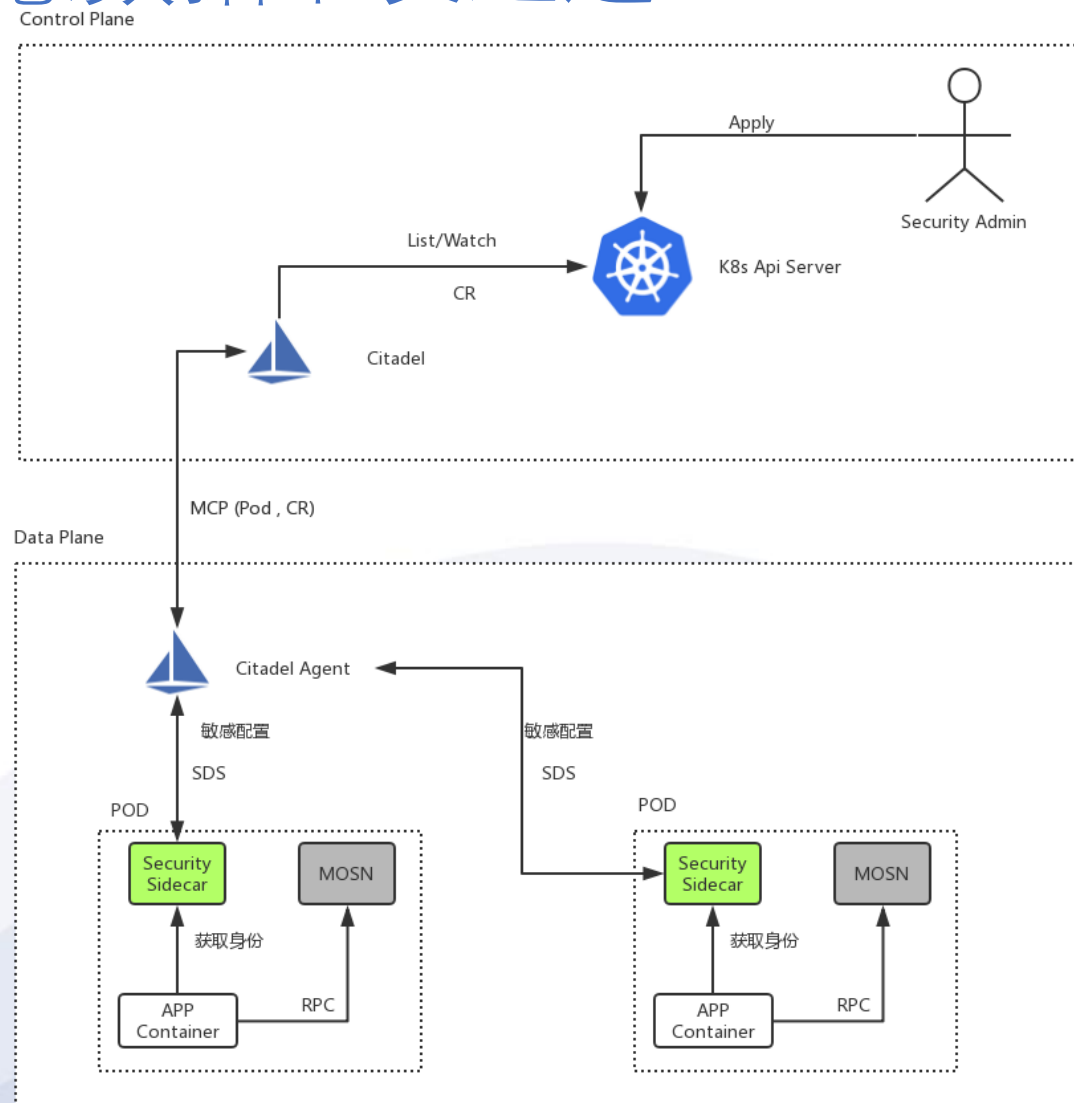 Control Plane
Apply
Security Admin
List/Watch
K8s Api Server
CR
Citadel
MCP (Pod , CR)
Data Plane
Citadel Agent
敏感配置
敏感配置
SDS
SDS
POD
POD
Security
Sidecar
MOSN
Security
Sidecar
MOSN
获取身份
获取身份
APP
Container
RPC
APP
Container
RPC